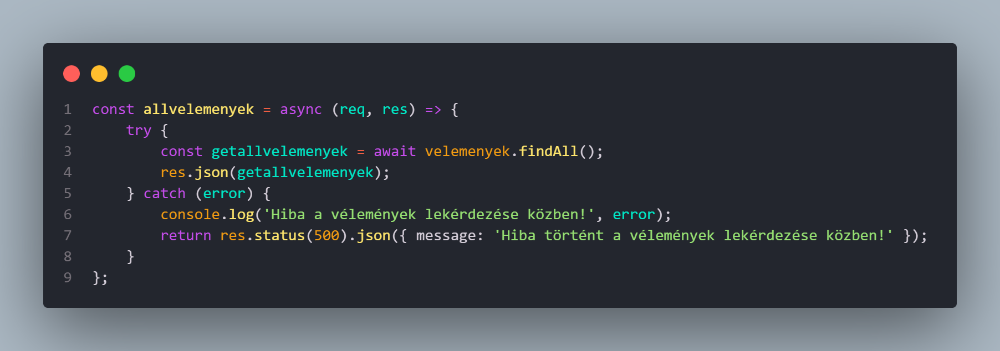 1 const allvelemenyek = async (req, res) => {
2     try {
3         const getallvelemenyek = await velemenyek.findAll();
4         res.json(getallvelemenyek);
5     } catch (error) {
6         console.log('Hiba a vélemények lekérdezése közben!', error);
7         return res.status(500).json({ message: 'Hiba történt a vélemények lekérdezése közben!' });
8     }
9 };